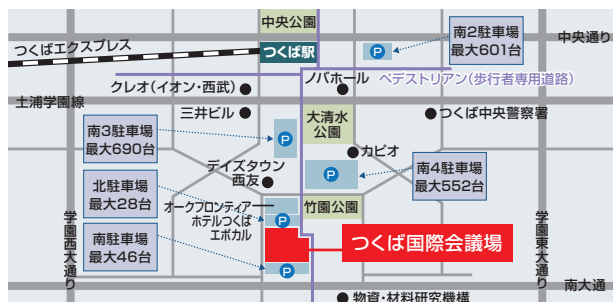 中央公園
南2駐車場
最大601台
中央通り
つくばエクスプレス
つくば駅
P
ペデストリアン(歩行者専用道路)
クレオ(イオン・西武)
ノバホール
土浦学園線
三井ビル
大清水
公園
つくば中央警察署
南3駐車場
最大690台
P
カピオ
デイズタウン
西友
P
南4駐車場
最大552台
北駐車場
最大28台
オークフロンティア
ホテルつくば
エポカル
P
竹園公園
南駐車場
最大46台
つくば国際会議場
P
学園西大通り
学園東大通り
南大通
物資・材料研究機構